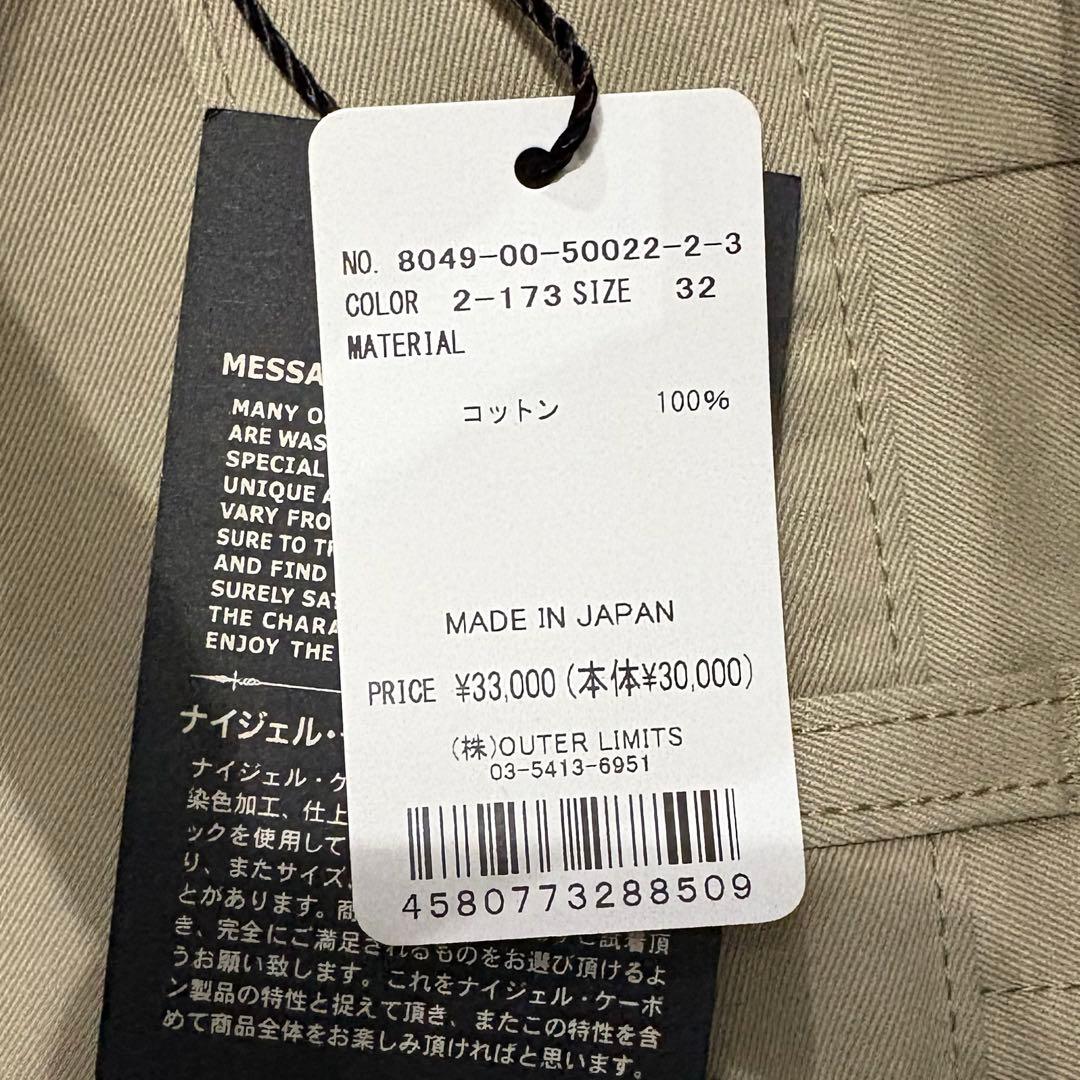 NO. 8049-00-50022-2-3
COLOR 2-173 SIZE 32
MATERIAL
コットン 100%
MADE IN JAPAN
PRICE ¥33,000 (本体¥30,000)
(株)OUTER LIMITS
03-5413-6951
4580773288509
MESSA
MANY O
ARE WAS
SPECIAL
UNIQUE A
VARY FRO
SURE TO TH
AND FIND
SURELY SAT
THE CHARA
ENJOY THE
ナイジェル・
ナイジェル・ケ
染色加工、仕上
ックを使用して
り、またサイズ
とがあります。商
ご試着頂
き、完全にご満足されるものをお選び頂けるよ
うお願い致します。これをナイジェル・ケーボ
ン製品の特性と捉えて頂き、またこの特性を含
めて商品全体をお楽しみ頂ければと思います。